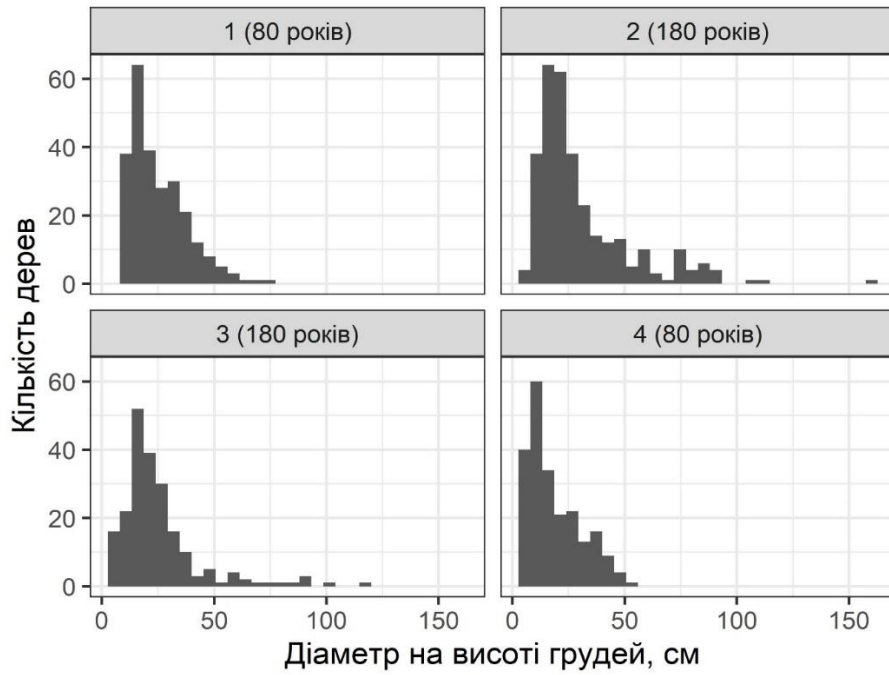 1 (80 років)
2 (180 років)
60
40
20
0
3 (180 років)
4 (80 років)
60
40
20
0
0
50
100
150
0
50
100
150
Кількість дерев
Діаметр на висоті грудей, см